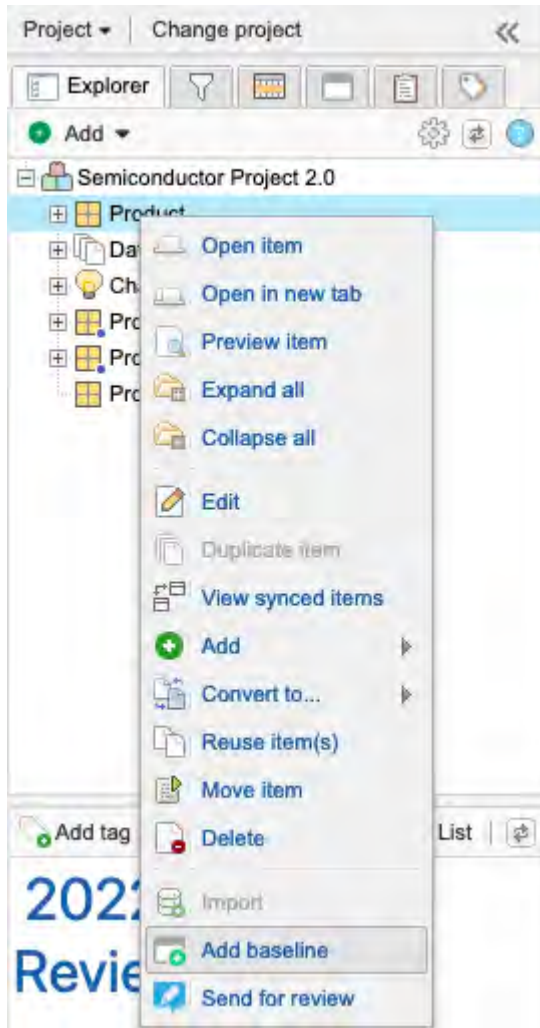 Project
Change project
Explorer
Add
Semiconductor Project 2.0
Product
Da
Ch
Pro
Pro
Pro
Open item
Open in new tab
Preview item
Expand all
Collapse all
Edit
Duplicate item
View synced items
Add
Convert to...
Reuse item(s)
Move item
Delete
Import
Add baseline
Send for review
Add tag
List
2022
Revie